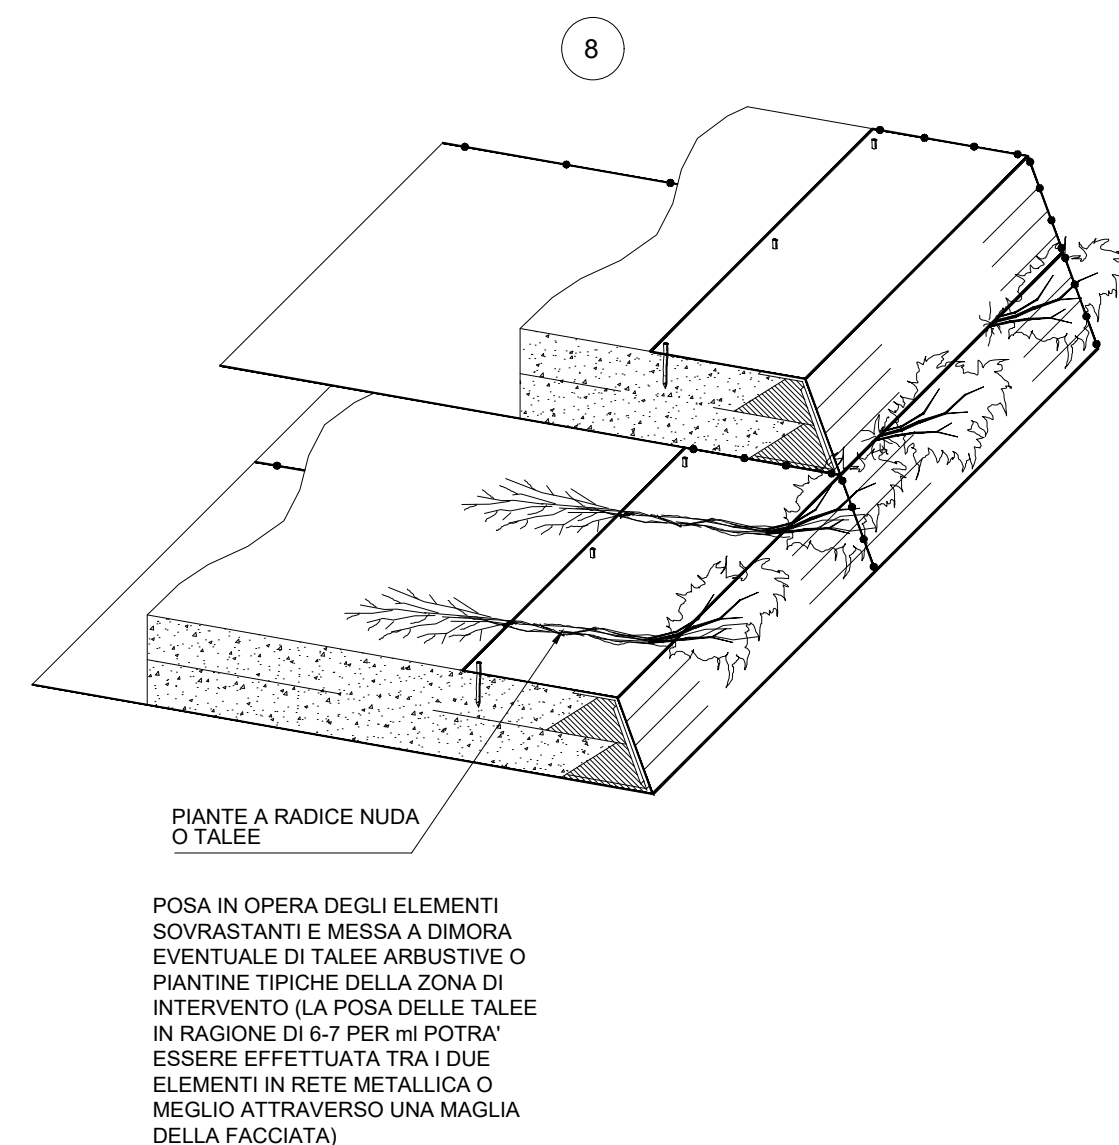 8
PIANTE A RADICE NUDA
O TALEE
POSA IN OPERA DEGLI ELEMENTI
SOVRASTANTI E MESSA A DIMORA
EVENTUALE DI TALEE ARBUSTIVE O
PIANTINE TIPICHE DELLA ZONA DI
INTERVENTO (LA POSA DELLE TALEE
IN RAGIONE DI 6-7 PER ml POTRA'
ESSERE EFFETTUATA TRA I DUE
ELEMENTI IN RETE METALLICA O
MEGLIO ATTRAVERSO UNA MAGLIA
DELLA FACCIATA)